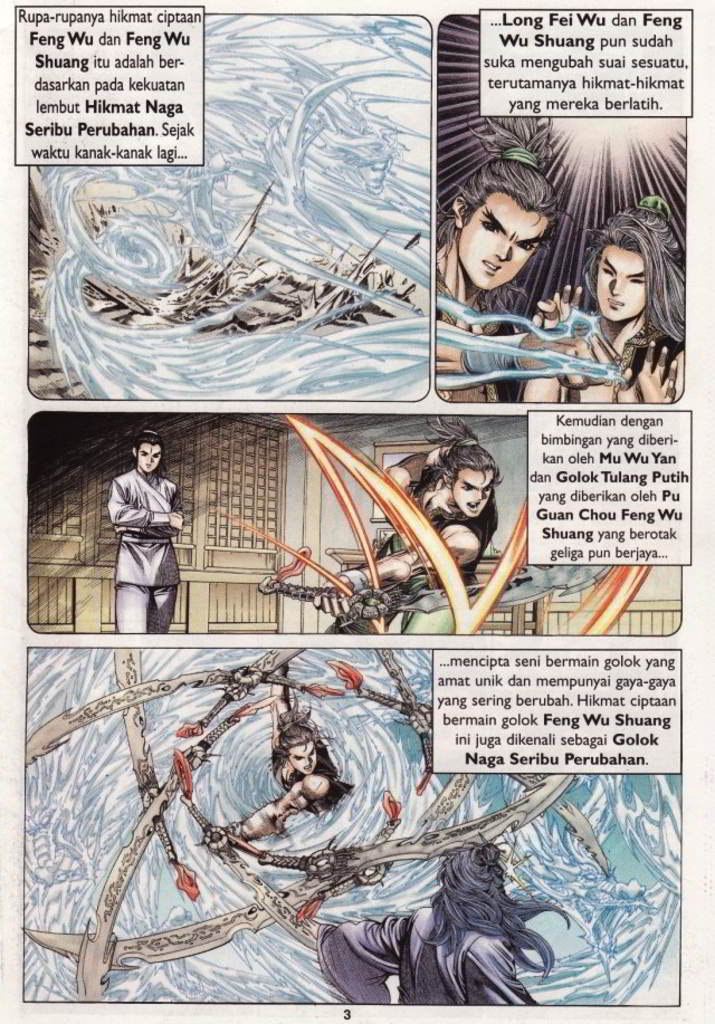 Rupa-rupanya hikmat ciptaan
Feng Wu dan Feng Wu
Shuang itu adalah ber-
dasarkan pada kekuatan
lembut Hikmat Naga
Seribu Perubahan. Sejak
waktu kanak-kanak lagi...
...Long Fei Wu dan Feng
Wu Shuang pun sudah
suka mengubah suai sesuatu,
terutamanya hikmat-hikmat
yang mereka berlatih.
Kemudian dengan
bimbingan yang diberi-
kan oleh Mu Wu Yan
dan Golok Tulang Putih
yang diberikan oleh Pu
Guan Chou Feng Wu
Shuang yang berotak
geliga pun berjaya...
...mencipta seni bermain golok yang
amat unik dan mempunyai gaya-gaya
yang sering berubah. Hikmat ciptaan
bermain golok Feng Wu Shuang
ini juga dikenali sebagai Golok
Naga Seribu Perubahan.
3